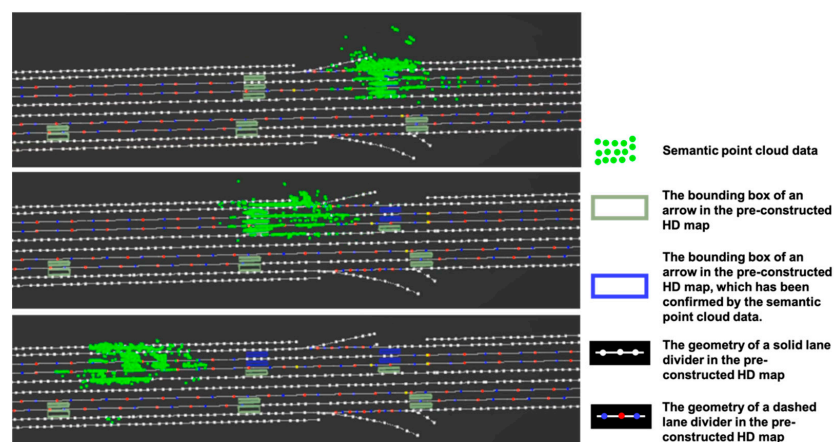 Semantic point cloud data
The bounding box of an
arrow in the pre-constructed
HD map
The bounding box of an
arrow in the pre-constructed
HD map, which has been
confirmed by the semantic
point cloud data.
The geometry of a solid lane
divider in the pre-
constructed HD map
The geometry of a dashed
lane divider in the pre-
constructed HD map